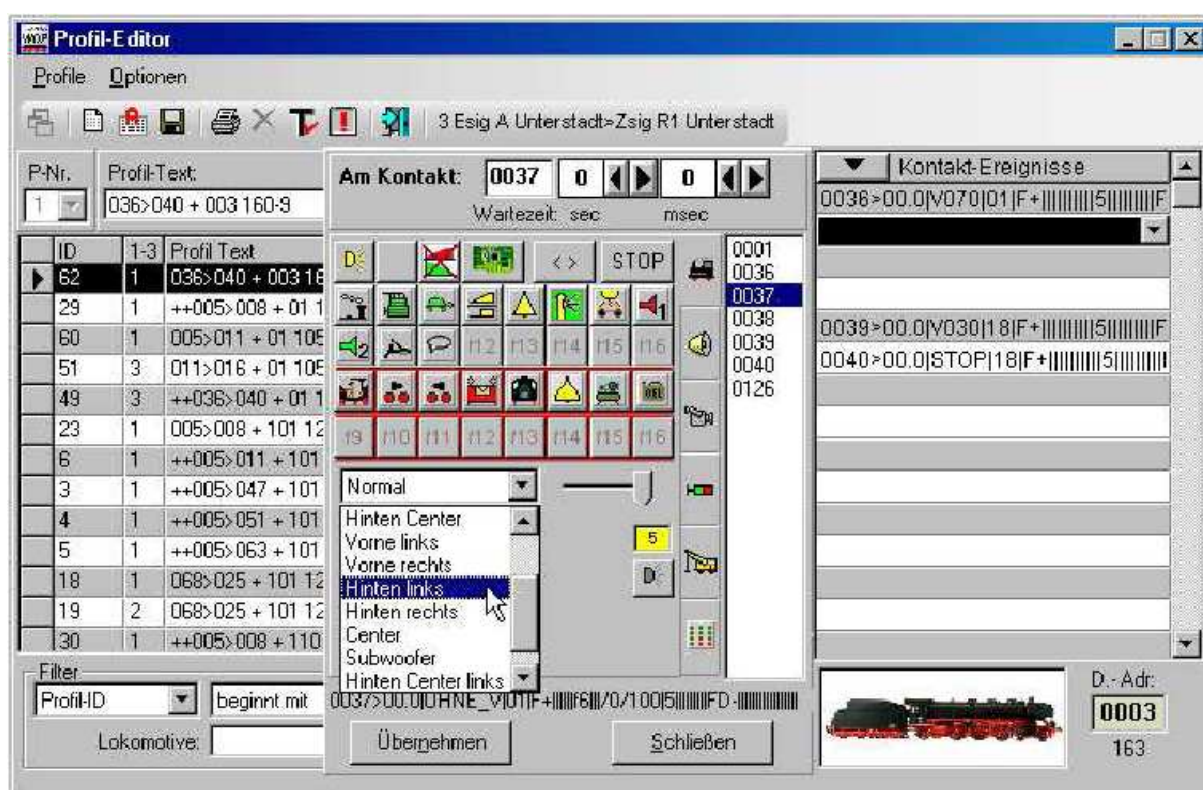 Profil-Editor
Profile Optionen
3 Esig A Unterstadt>Zsig R1 Unterstadt
P-Nr. Profil-Text:
1 036>040 + 003 160-9
ID 1-3 Profil Text
62 1 036>040 + 003 16
29 1 ++005>008 + 01 1
60 1 005>011 + 01 105
51 3 011>016 + 01 105
49 3 ++036>040 + 01 1
23 1 005>008 + 101 12
6 1 ++005>011 + 101
3 1 ++005>047 + 101
4 1 ++005>051 + 101
5 1 ++005>063 + 101
18 1 068>025 + 101 12
19 2 068>025 + 101 12
30 1 ++005>008 + 110
Filter
Profil-ID beginnt mit
Lokomotive:
Am Kontakt: 0037 0 0
Wartezeit: sec msec
< > STOP
1
2 f12 f13 f14 f15 f16
f9 f10 f11 f12 f13 f14 f15 f16
Normal
Hinten Center
Vorne links
Vorne rechts
Hinten links
Hinten rechts
Center
Subwoofer
Hinten Center links
5
0001
0036
0037
0038
0039
0040
0126
Übernehmen Schließen
Kontakt-Ereignisse
0036>00.0|V070|01|F+||||||||||5|||||||||F
0039>00.0|V030|18|F+||||||||||5|||||||||F
0040>00.0|STOP|18|F+||||||||||5||||||||||
D.- Adr:
0003
163